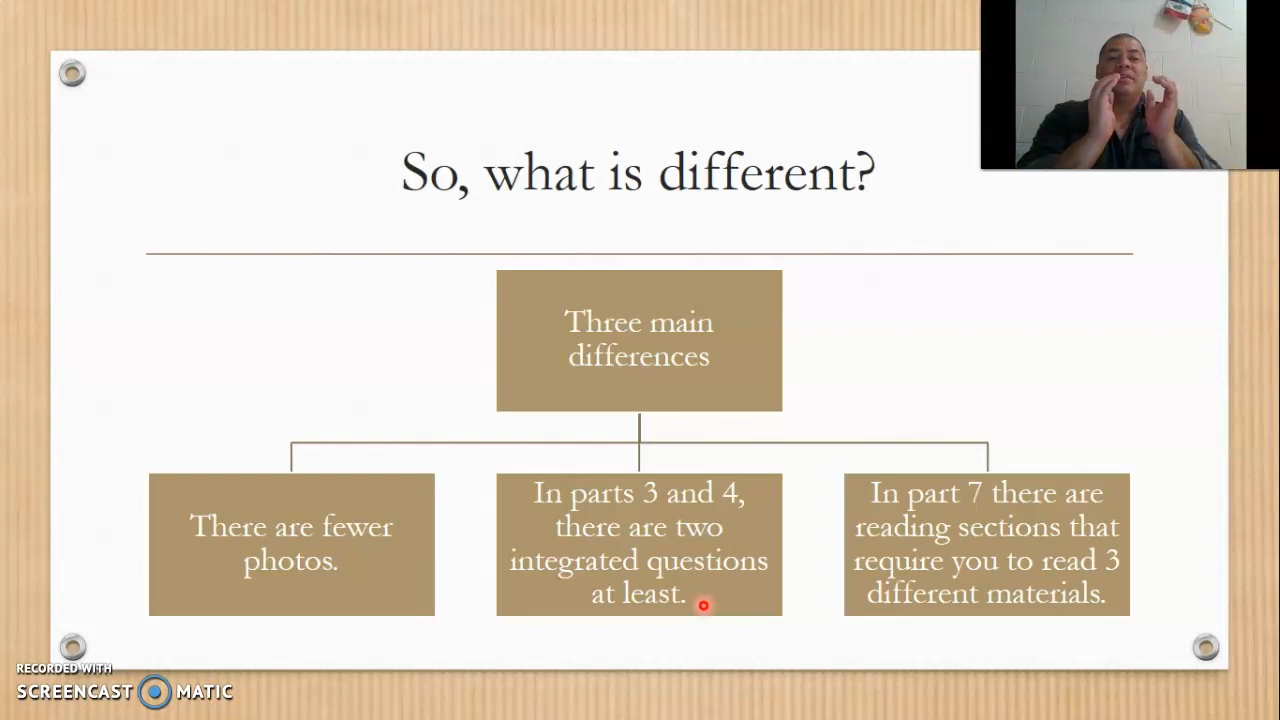 So, what is different?
Three main
differences
There are fewer
photos.
In parts 3 and 4,
there are two
integrated questions
at least.
In part 7 there are
reading sections that
require you to read 3
different materials.
RECORDED WITH
SCREENCAST MATIC